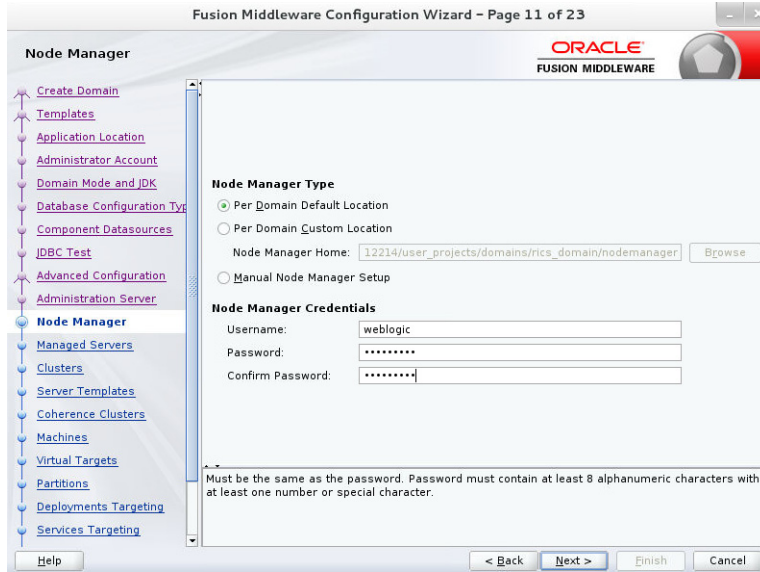 Fusion Middleware Configuration Wizard – Page 11 of 23
Node Manager
ORACLE
FUSION MIDDLEWARE
Create Domain
Templates
Application Location
Administrator Account
Domain Mode and JDK
Database Configuration Typ
Component Datasources
JDBC Test
Advanced Configuration
Administration Server
Node Manager
Managed Servers
Clusters
Server Templates
Coherence Clusters
Machines
Virtual Targets
Partitions
Deployments Targeting
Services Targeting
Node Manager Type
Per Domain Default Location
Per Domain Custom Location
Node Manager Home: 12214/user_projects/domains/rics_domain/nodemanager Browse
Manual Node Manager Setup
Node Manager Credentials
Username: weblogic
Password: •••••••••
Confirm Password: •••••••••
Must be the same as the password. Password must contain at least 8 alphanumeric characters with
at least one number or special character.
Help < Back Next > Finish Cancel